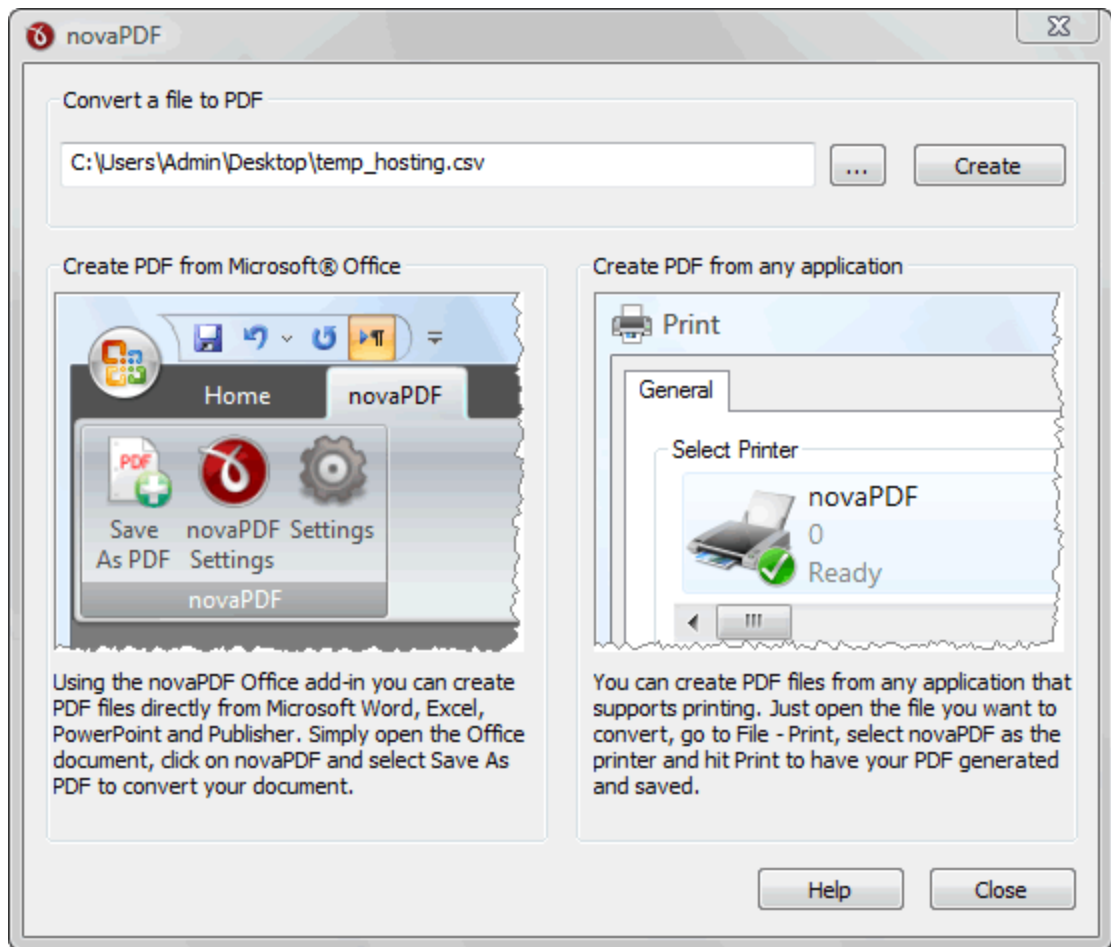 novaPDF
Convert a file to PDF
C:\Users\Admin\Desktop\temp_hosting.csv
...
Create
Create PDF from Microsoft® Office
Home
novaPDF
PDF
Save
As PDF
novaPDF
Settings
Settings
novaPDF
Using the novaPDF Office add-in you can create
PDF files directly from Microsoft Word, Excel,
PowerPoint and Publisher. Simply open the Office
document, click on novaPDF and select Save As
PDF to convert your document.
Create PDF from any application
Print
General
Select Printer
novaPDF
0
Ready
You can create PDF files from any application that
supports printing. Just open the file you want to
convert, go to File - Print, select novaPDF as the
printer and hit Print to have your PDF generated
and saved.
Help
Close